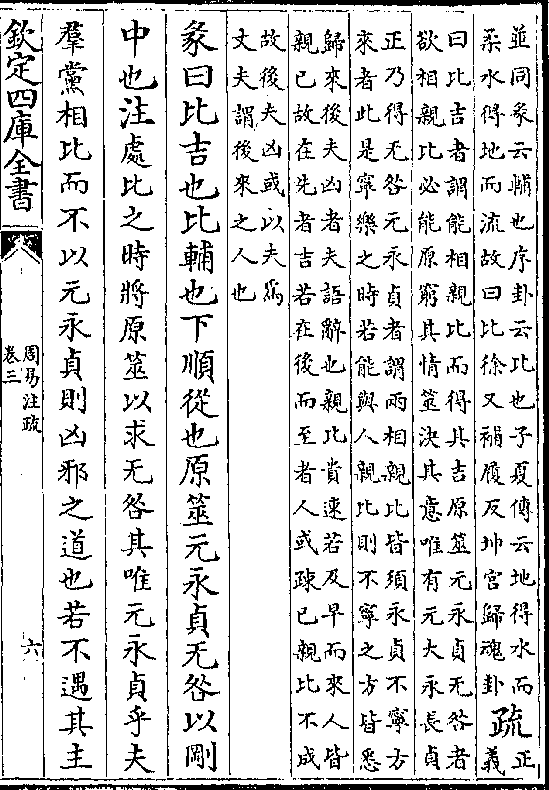 並同彖云輔也序卦云比也子夏傳云地得水而
柔水得地而流故曰比徐又補履反坤宮歸魂卦
疏
正
義
曰比吉者謂能相親比而得其吉原筮元永貞无咎者
欲相親比必能原窮其情筮決其意唯有元大永長貞
正乃得无咎元永貞者謂兩相親比皆須永貞不寧方
來者此是寧樂之時若能與人親比則不寧之方皆悉
歸來後夫凶者夫語辭也親比貴速若及早而來人皆
親已故在先者吉若在後而至者人或疎已親比不成
故後夫凶或以夫為
丈夫謂後來之人也
彖曰比吉也比輔也下順從也原筮元永貞无咎以剛
中也注處比之時將原筮以求无咎其唯元永貞乎夫
羣黨相比而不以元永貞則凶邪之道也若不遇其主
欽定四庫全書
周易注疏
卷三
六